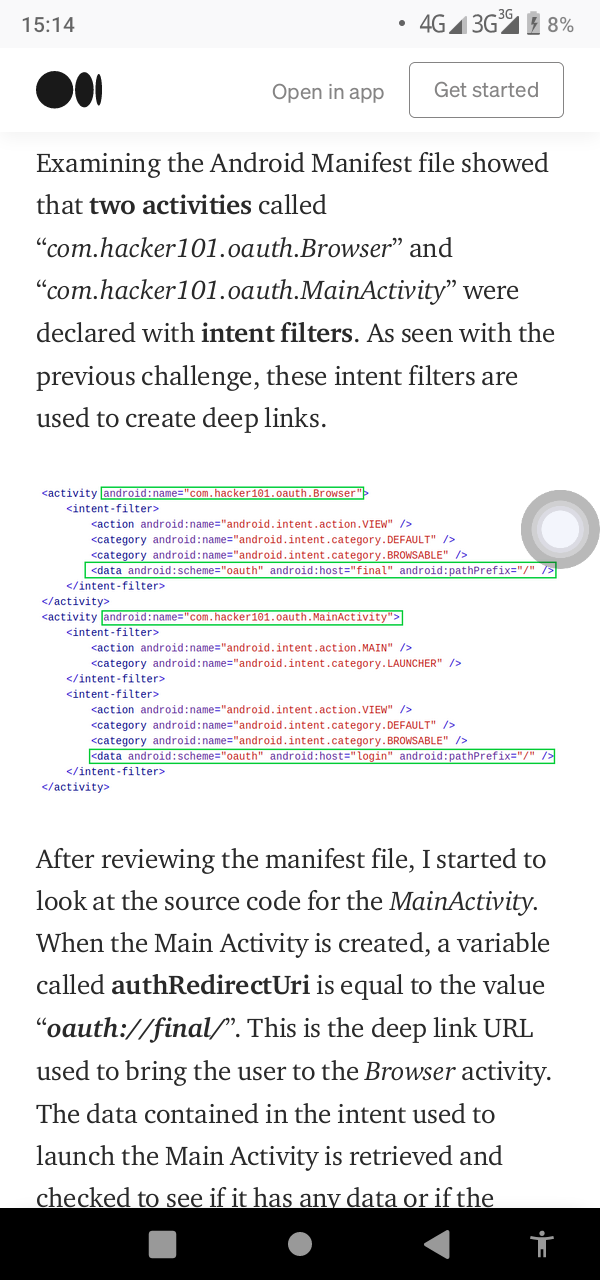 15:14
4G 3G 3G 8%
Open in app
Get started
Examining the Android Manifest file showed
that two activities called
“com.hacker101.oauth.Browser” and
“com.hacker101.oauth.MainActivity” were
declared with intent filters. As seen with the
previous challenge, these intent filters are
used to create deep links.
<activity android:name="com.hacker101.oauth.Browser">
<intent-filter>
<action android:name="android.intent.action.VIEW" />
<category android:name="android.intent.category.DEFAULT" />
<category android:name="android.intent.category.BROWSABLE" />
<data android:scheme="oauth" android:host="final" android:pathPrefix="/" />
</intent-filter>
</activity>
<activity android:name="com.hacker101.oauth.MainActivity">
<intent-filter>
<action android:name="android.intent.action.MAIN" />
<category android:name="android.intent.category.LAUNCHER" />
</intent-filter>
<intent-filter>
<action android:name="android.intent.action.VIEW" />
<category android:name="android.intent.category.DEFAULT" />
<category android:name="android.intent.category.BROWSABLE" />
<data android:scheme="oauth" android:host="login" android:pathPrefix="/" />
</intent-filter>
</activity>
After reviewing the manifest file, I started to
look at the source code for the MainActivity.
When the Main Activity is created, a variable
called authRedirectUri is equal to the value
“oauth://final/”. This is the deep link URL
used to bring the user to the Browser activity.
The data contained in the intent used to
launch the Main Activity is retrieved and
checked to see if it has any data or if the